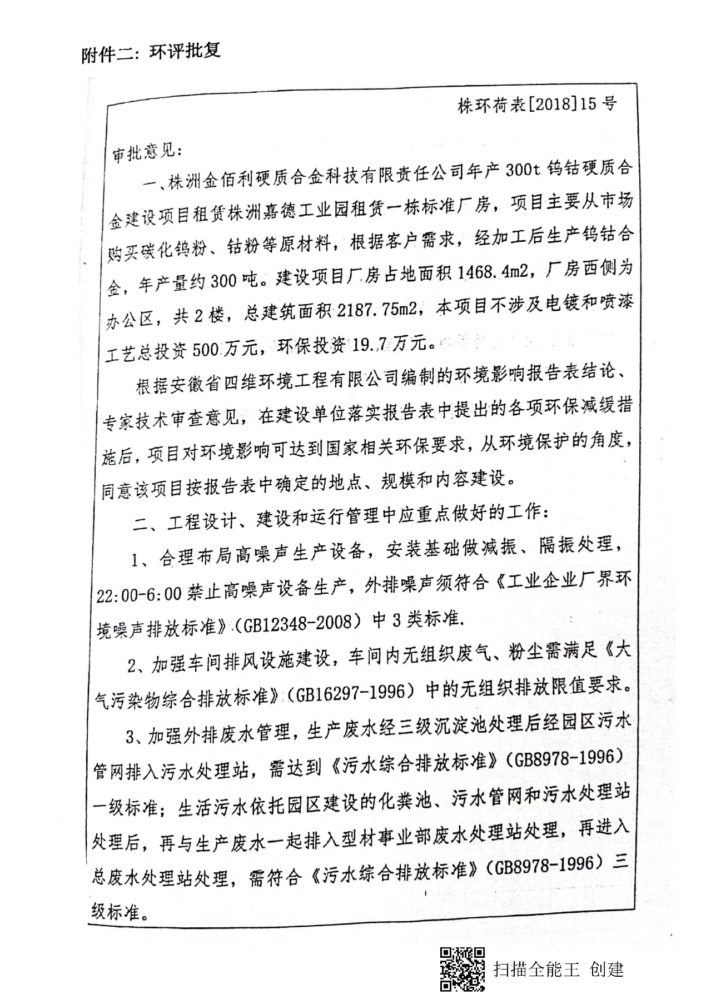 附件二：环评批复
株环荷表[2018]15号
审批意见：
一、株洲金佰利硬质合金科技有限责任公司年产300t钨钴硬质合
金建设项目租赁株洲嘉德工业园租赁一栋标准厂房，项目主要从市场
购买碳化钨粉、钴粉等原材料，根据客户需求，经加工后生产钨钴合
金，年产量约300吨。建设项目厂房占地面积1468.4m2，厂房西侧为
办公区，共2楼，总建筑面积2187.75m2，本项目不涉及电镀和喷漆
工艺总投资500万元，环保投资19.7万元。
根据安徽省四维环境工程有限公司编制的环境影响报告表结论、
专家技术审查意见，在建设单位落实报告表中提出的各项环保减缓措
施后，项目对环境影响可达到国家相关环保要求，从环境保护的角度，
同意该项目按报告表中确定的地点、规模和内容建设。
二、工程设计、建设和运行管理中应重点做好的工作：
1、合理布局高噪声生产设备，安装基础做减振、隔振处理，
22:00-6:00禁止高噪声设备生产，外排噪声须符合《工业企业厂界环
境噪声排放标准》（GB12348-2008）中3类标准.
2、加强车间排风设施建设，车间内无组织废气、粉尘需满足《大
气污染物综合排放标准》（GB16297-1996）中的无组织排放限值要求。
3、加强外排废水管理，生产废水经三级沉淀池处理后经园区污水
管网排入污水处理站，需达到《污水综合排放标准》（GB8978-1996）
一级标准；生活污水依托园区建设的化粪池、污水管网和污水处理站
处理后，再与生产废水一起排入型材事业部废水处理站处理，再进入
总废水处理站处理，需符合《污水综合排放标准》（GB8978-1996）三
级标准。
扫描全能王 创建